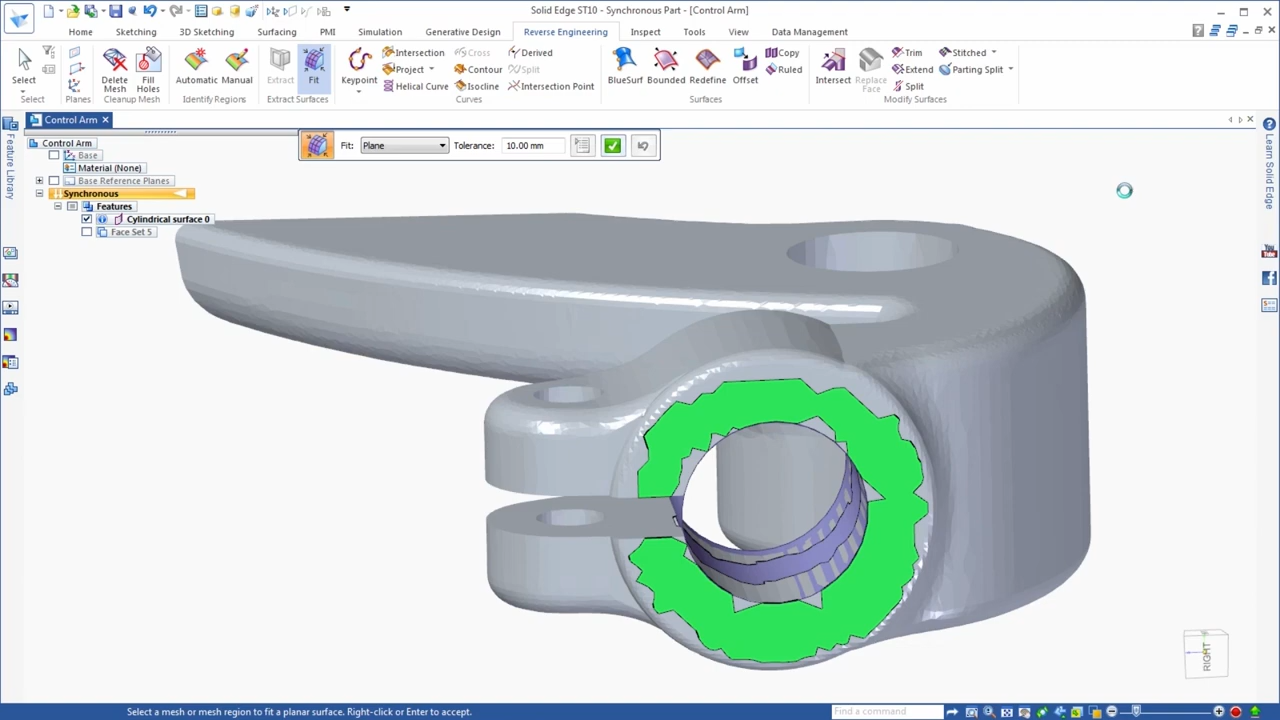 Solid Edge ST10 - Synchronous Part - [Control Arm]
Home Sketching 3D Sketching Surfacing PMI Simulation Generative Design Reverse Engineering Inspect Tools View Data Management
Select
Select
Planes
Delete Mesh
Fill Holes
Cleanup Mesh
Automatic
Manual
Identify Regions
Extract
Fit
Extract Surfaces
Keypoint
Intersection
Project
Helical Curve
Cross
Contour
Isocline
Derived
Split
Intersection Point
Curves
BlueSurf
Bounded
Redefine
Offset
Copy
Ruled
Surfaces
Intersect
Replace Face
Trim
Extend
Split
Stitched
Parting Split
Modify Surfaces
Control Arm
Feature Library
Fit: Plane Tolerance: 10.00 mm
Control Arm
Base
Material (None)
Base Reference Planes
Synchronous
Features
Cylindrical surface 0
Face Set 5
Learn Solid Edge
You
Tube
RIGHT
Select a mesh or mesh region to fit a planar surface. Right-click or Enter to accept.
Find a command